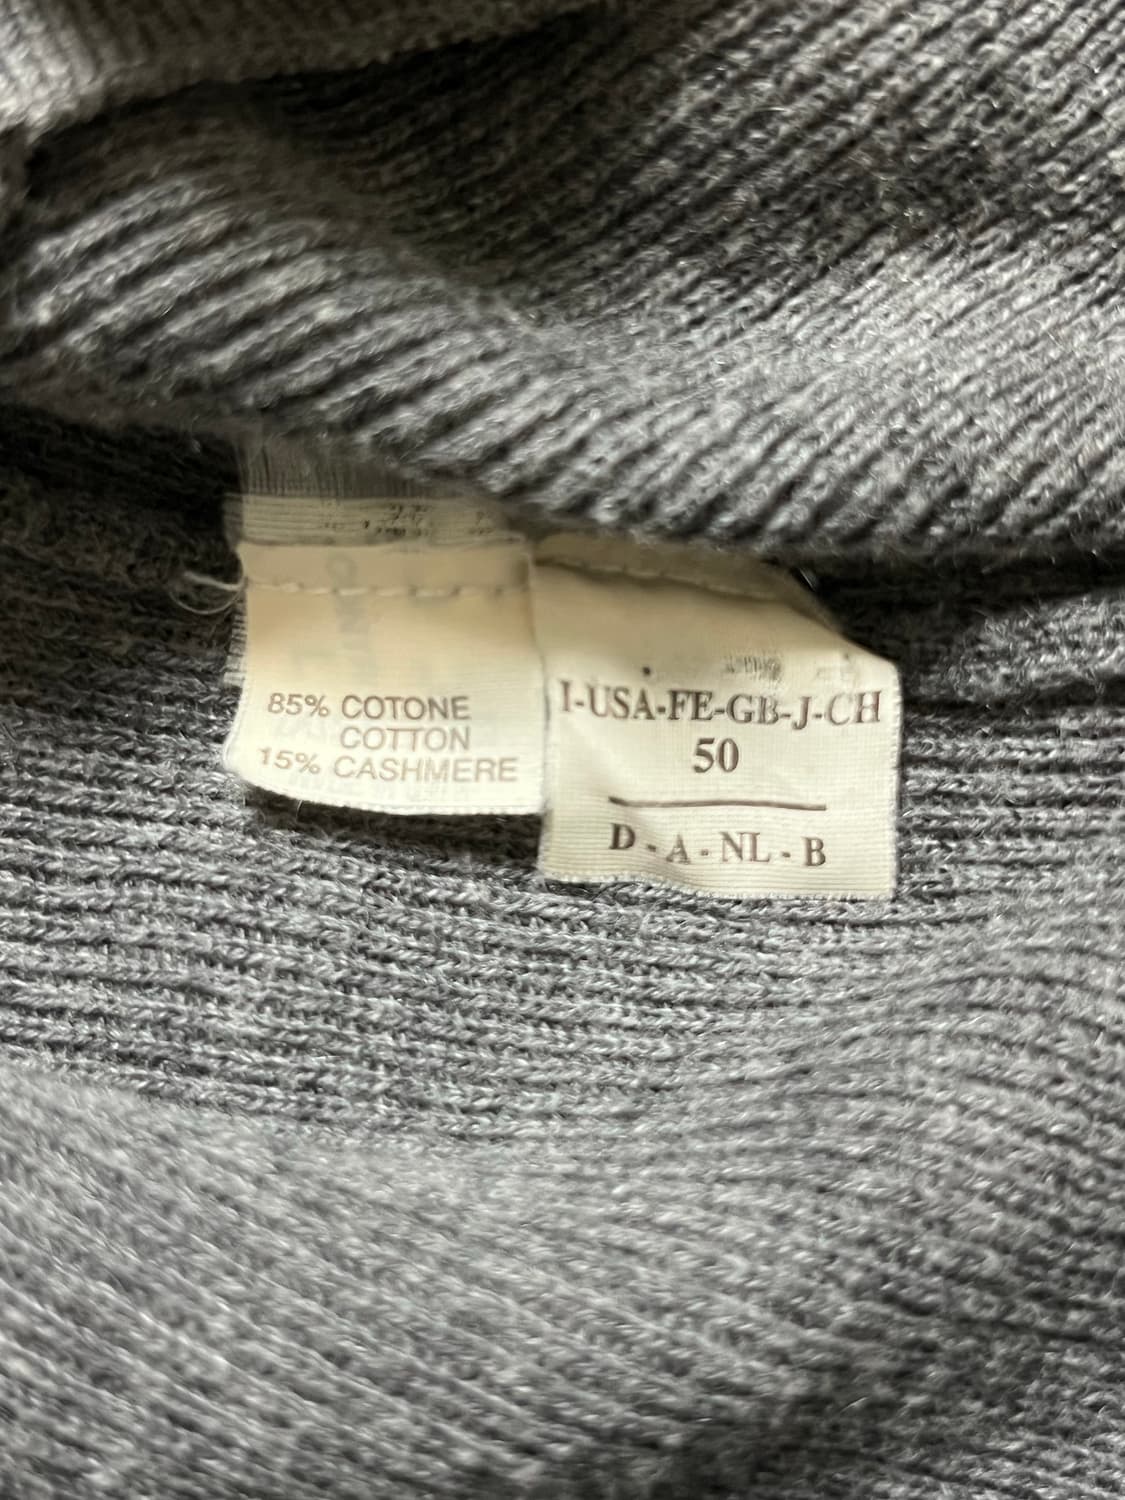 85% COTONE
COTTON
15% CASHMERE
I-USA-FE-GB-J-CH
50
D - A - NL - B